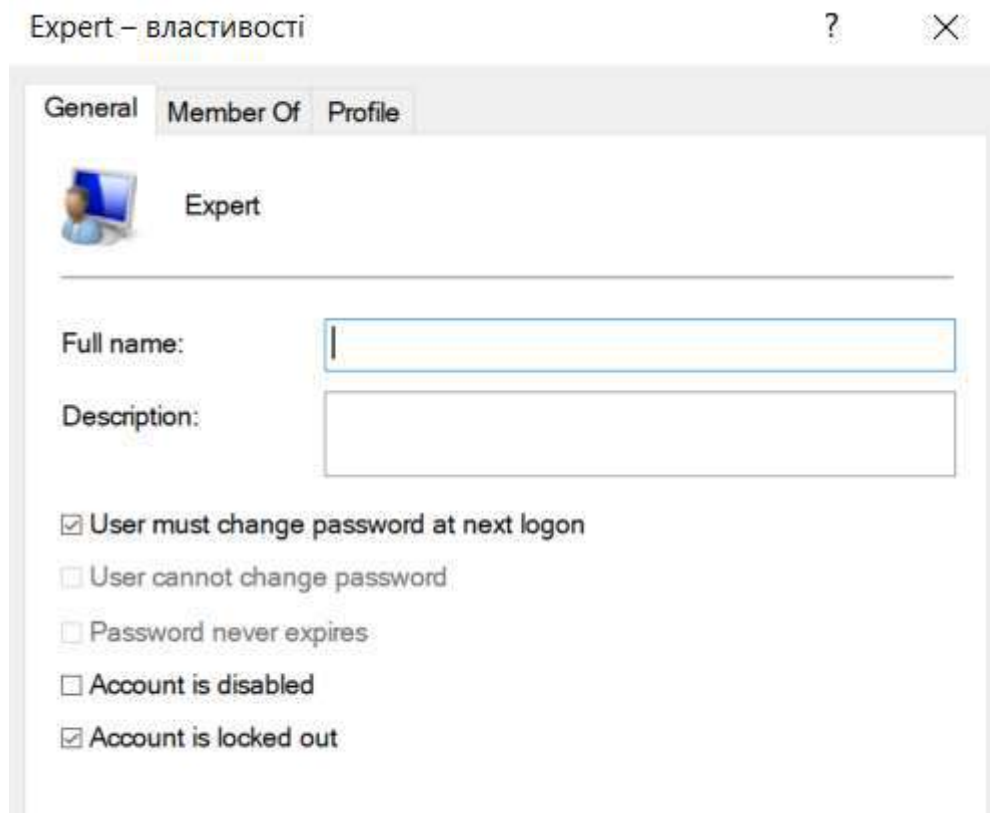 Expert – властивості ?
General Member Of Profile
Expert
Full name:
Description:
User must change password at next logon
User cannot change password
Password never expires
Account is disabled
Account is locked out